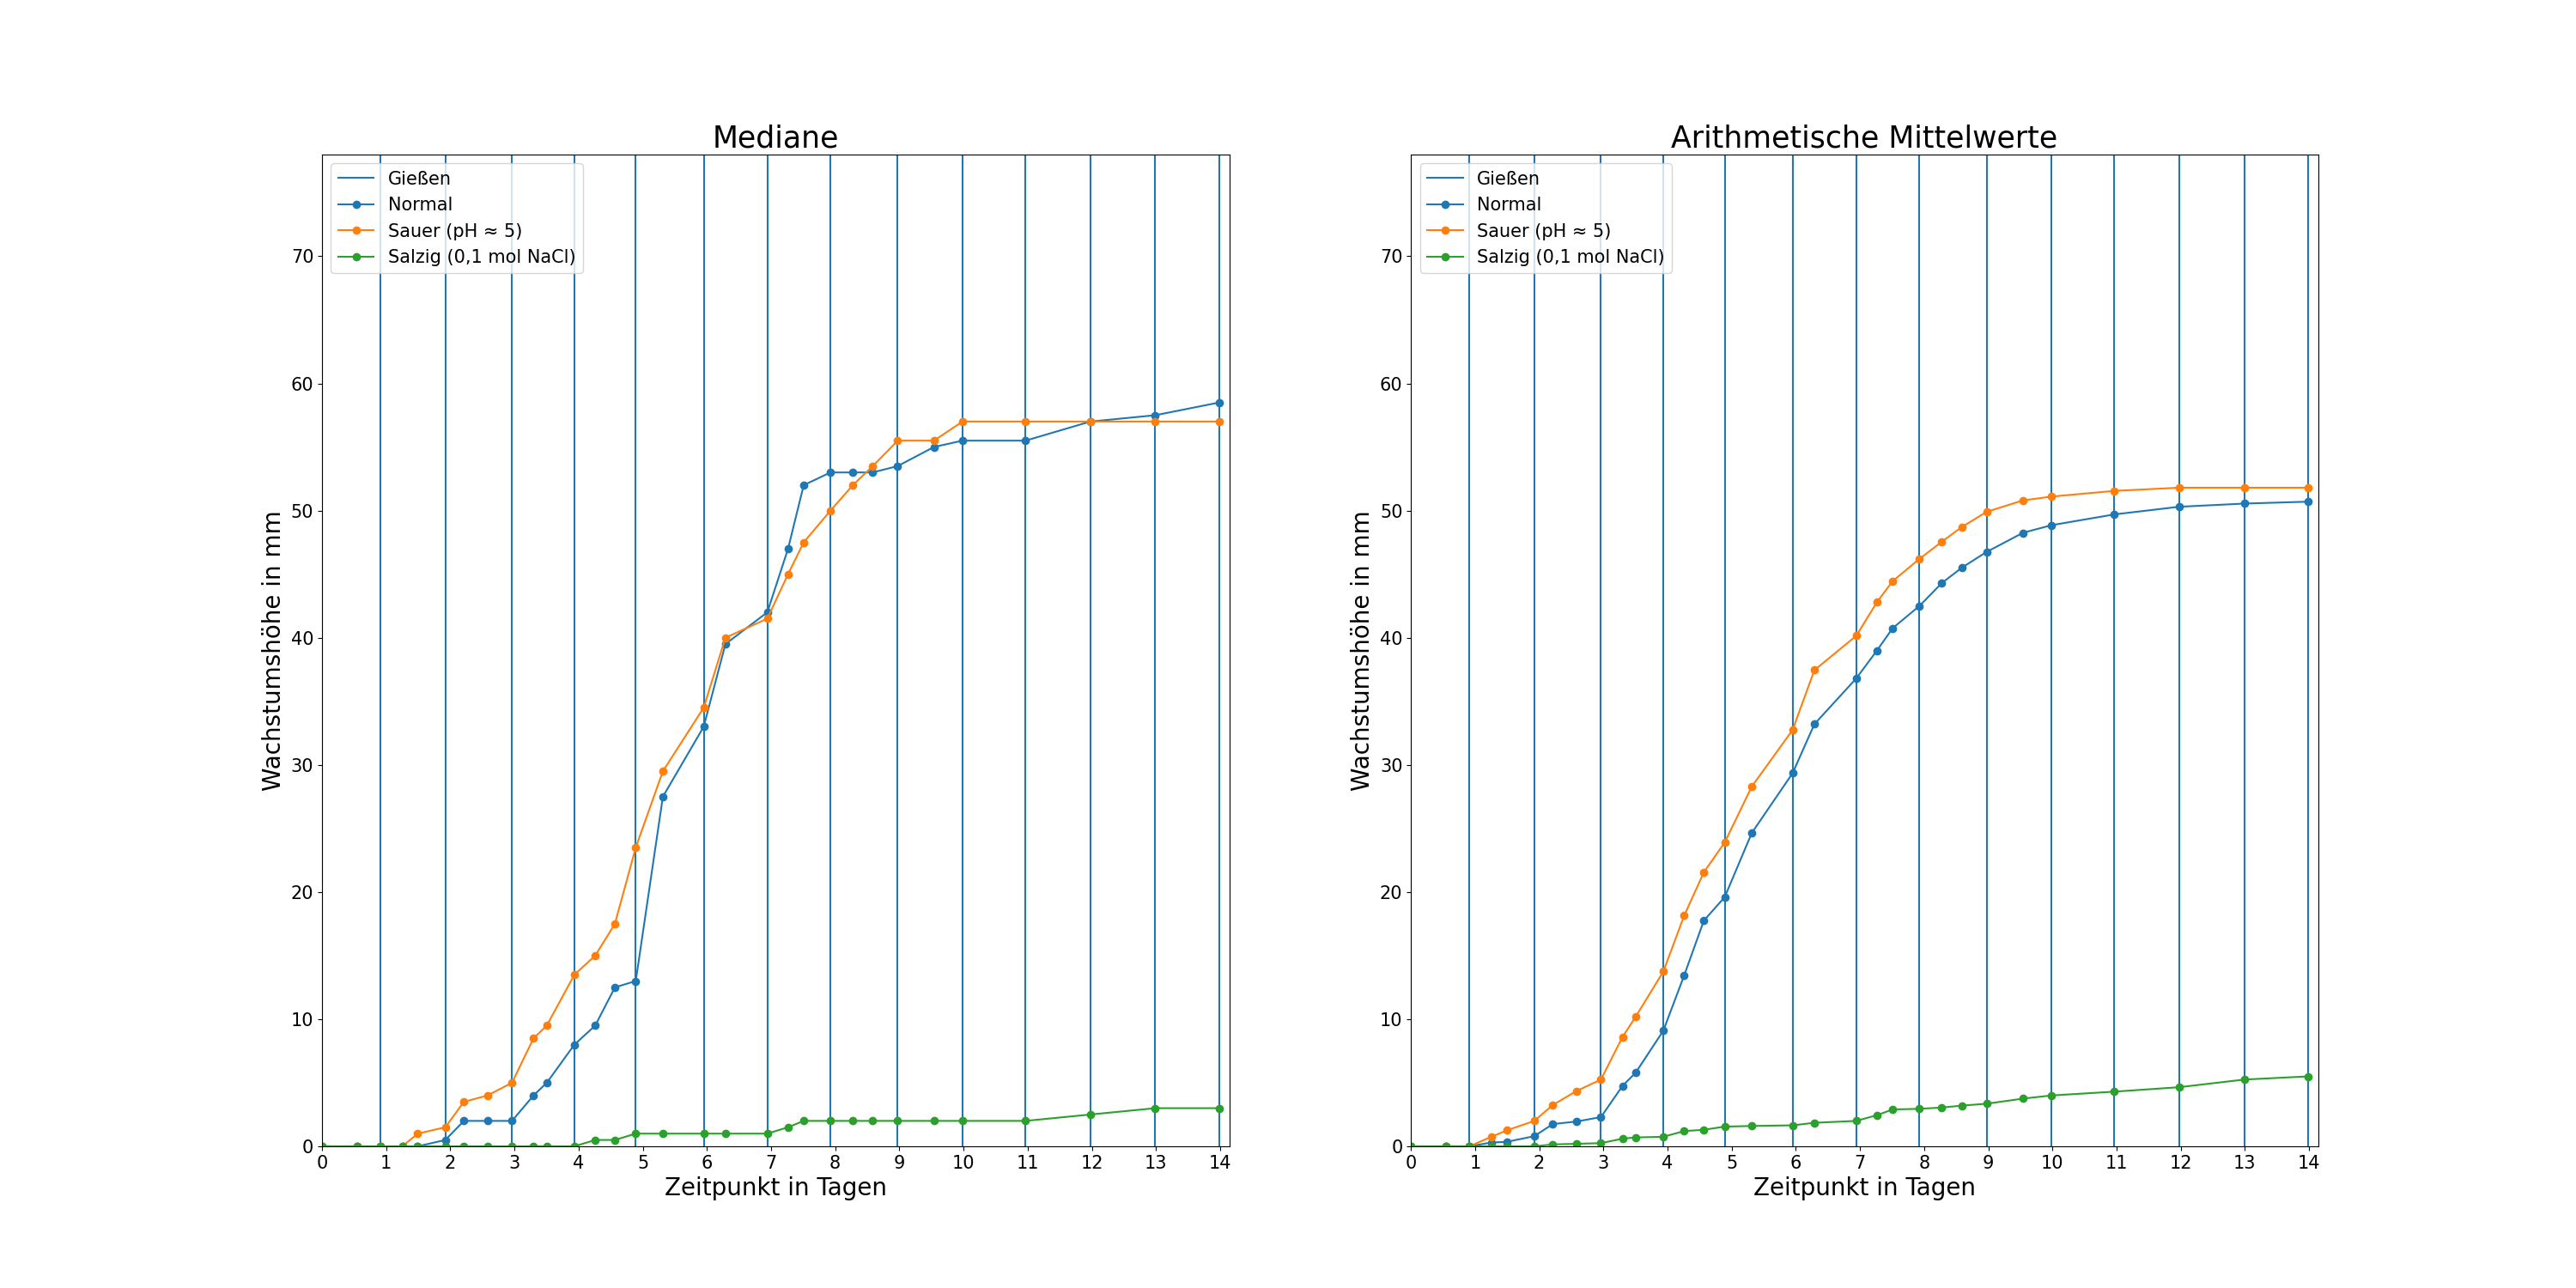 Mediane
Gießen
Normal
Sauer (pH ≈ 5)
Salzig (0,1 mol NaCl)
Wachstumshöhe in mm
70
60
50
40
30
20
10
0
0 1 2 3 4 5 6 7 8 9 10 11 12 13 14
Zeitpunkt in Tagen
Arithmetische Mittelwerte
Gießen
Normal
Sauer (pH ≈ 5)
Salzig (0,1 mol NaCl)
Wachstumshöhe in mm
70
60
50
40
30
20
10
0
0 1 2 3 4 5 6 7 8 9 10 11 12 13 14
Zeitpunkt in Tagen